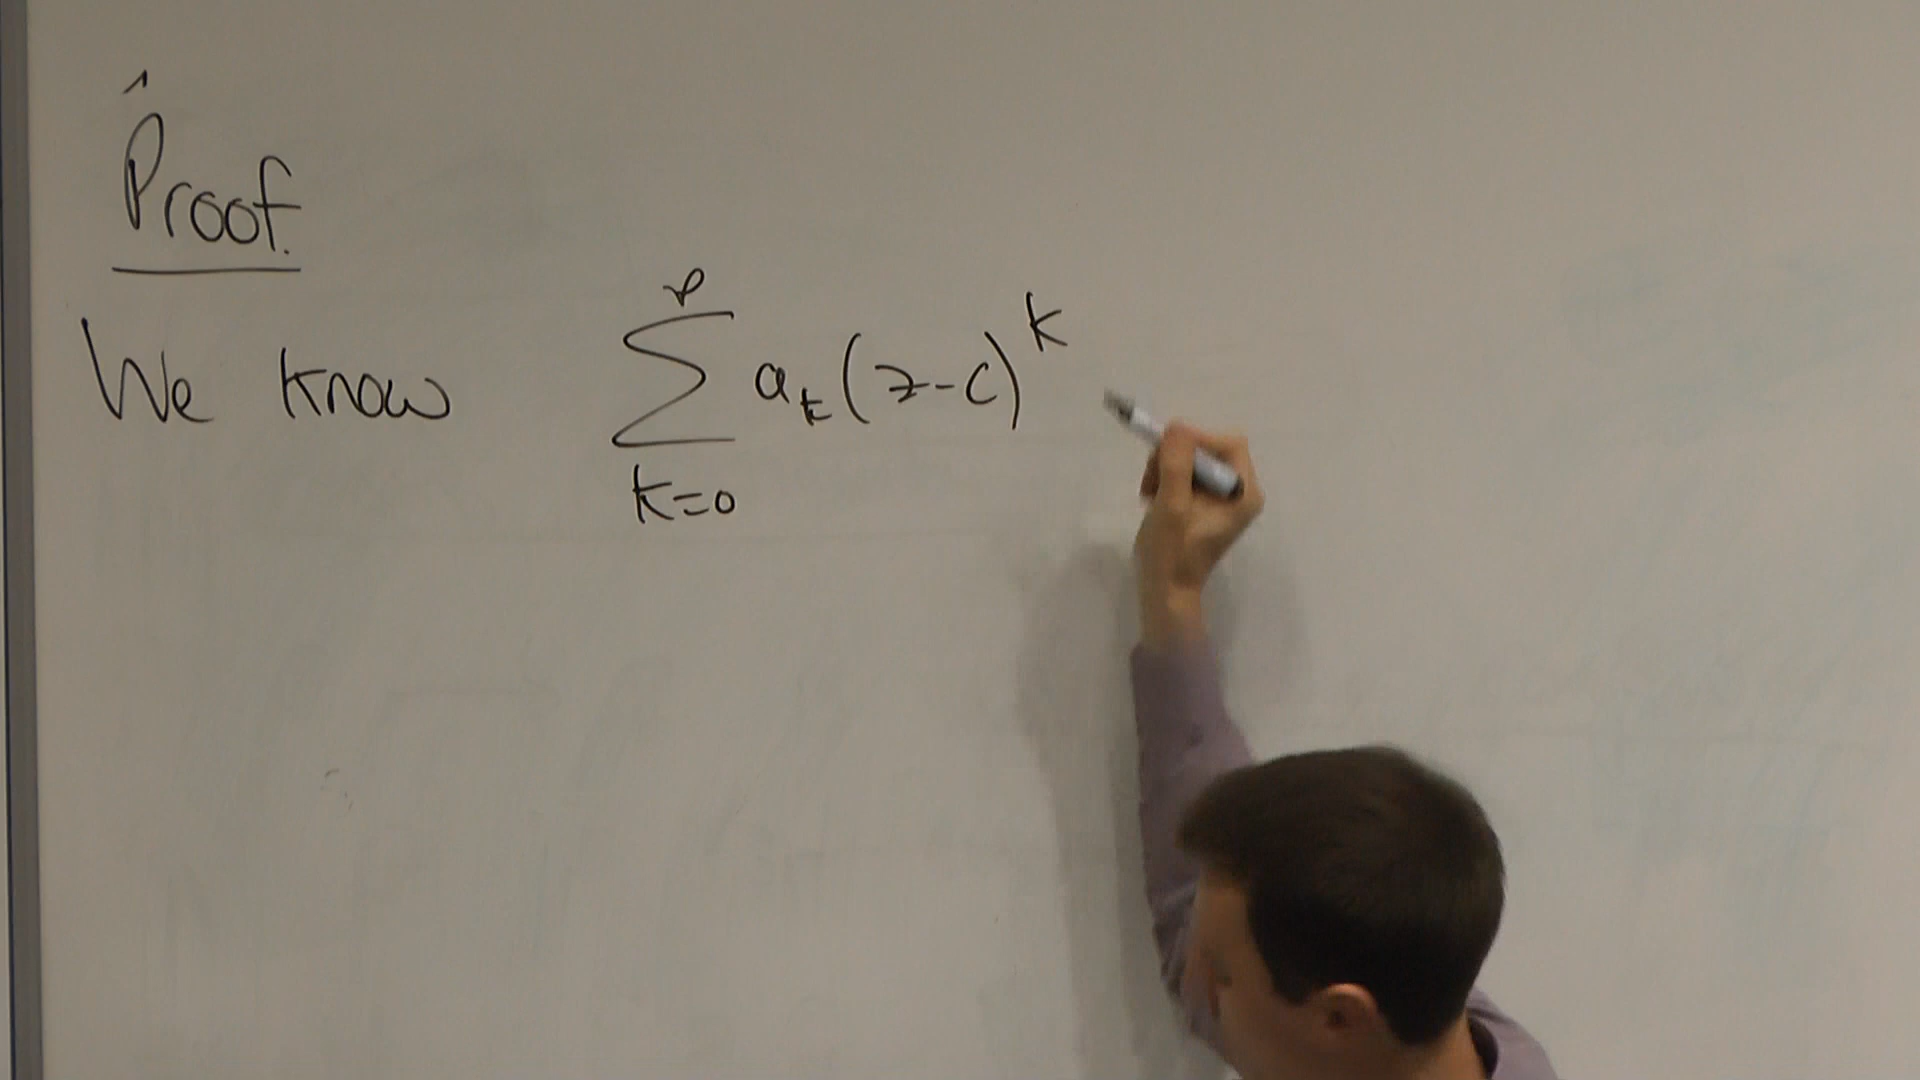 Proof.
We know ∑_{k=0}^{∞} a_k (z-c)^k